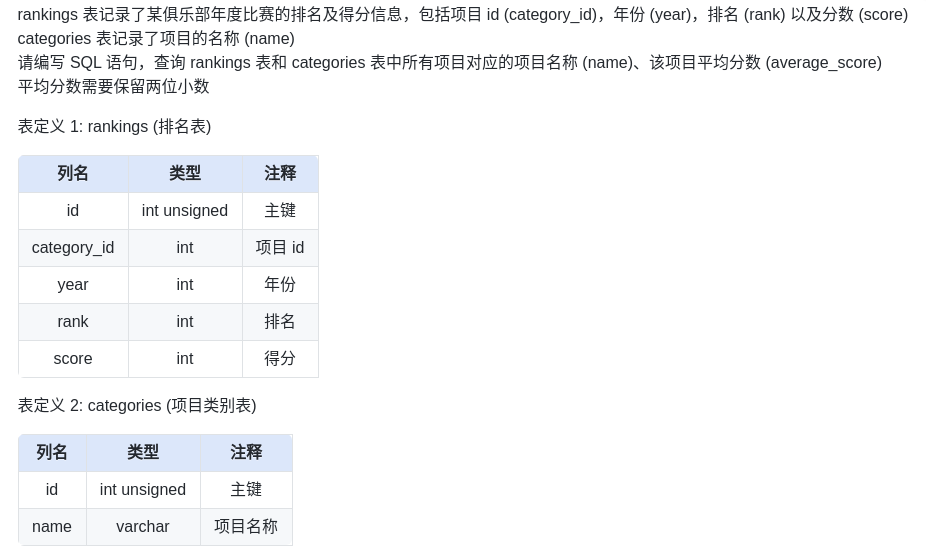 rankings 表记录了某俱乐部年度比赛的排名及得分信息，包括项目 id (category_id)，年份 (year)，排名 (rank) 以及分数 (score)
categories 表记录了项目的名称 (name)
请编写 SQL 语句，查询 rankings 表和 categories 表中所有项目对应的项目名称 (name)、该项目平均分数 (average_score)
平均分数需要保留两位小数
表定义 1: rankings (排名表)
列名 类型 注释
id int unsigned 主键
category_id int 项目 id
year int 年份
rank int 排名
score int 得分
表定义 2: categories (项目类别表)
列名 类型 注释
id int unsigned 主键
name varchar 项目名称